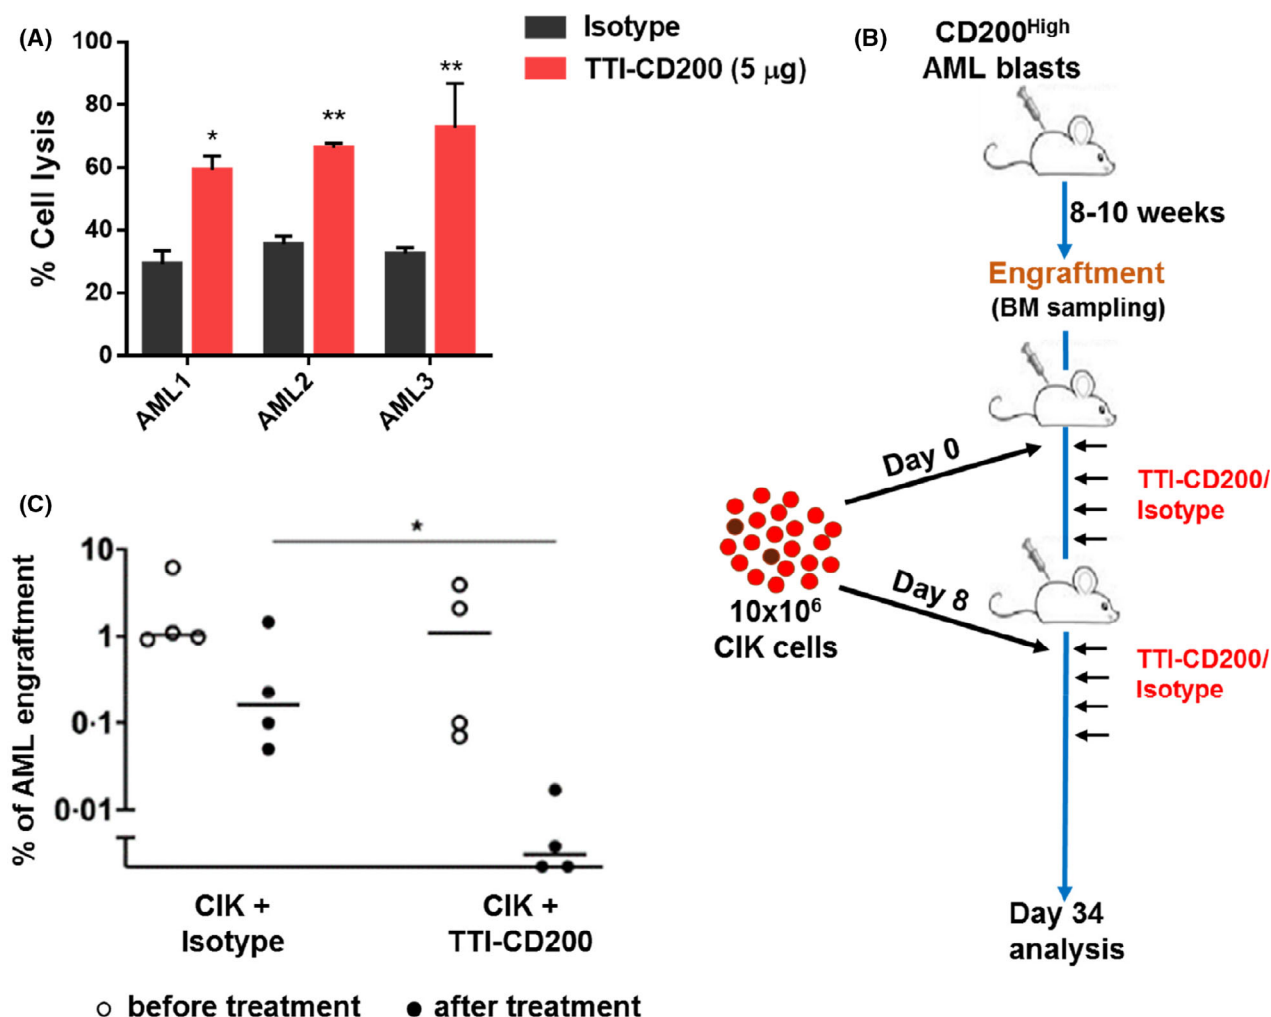 (A)
Isotype
TTI-CD200 (5 μg)
% Cell lysis
100
80
60
40
20
0
*
**
**
AML1
AML2
AML3
(B)
CD200High
AML blasts
8-10 weeks
Engraftment
(BM sampling)
Day 0
TTI-CD200/
Isotype
10x10⁶
CIK cells
Day 8
TTI-CD200/
Isotype
Day 34
analysis
(C)
% of AML engraftment
10
1
0·1
0·01
*
CIK +
Isotype
CIK +
TTI-CD200
before treatment
after treatment